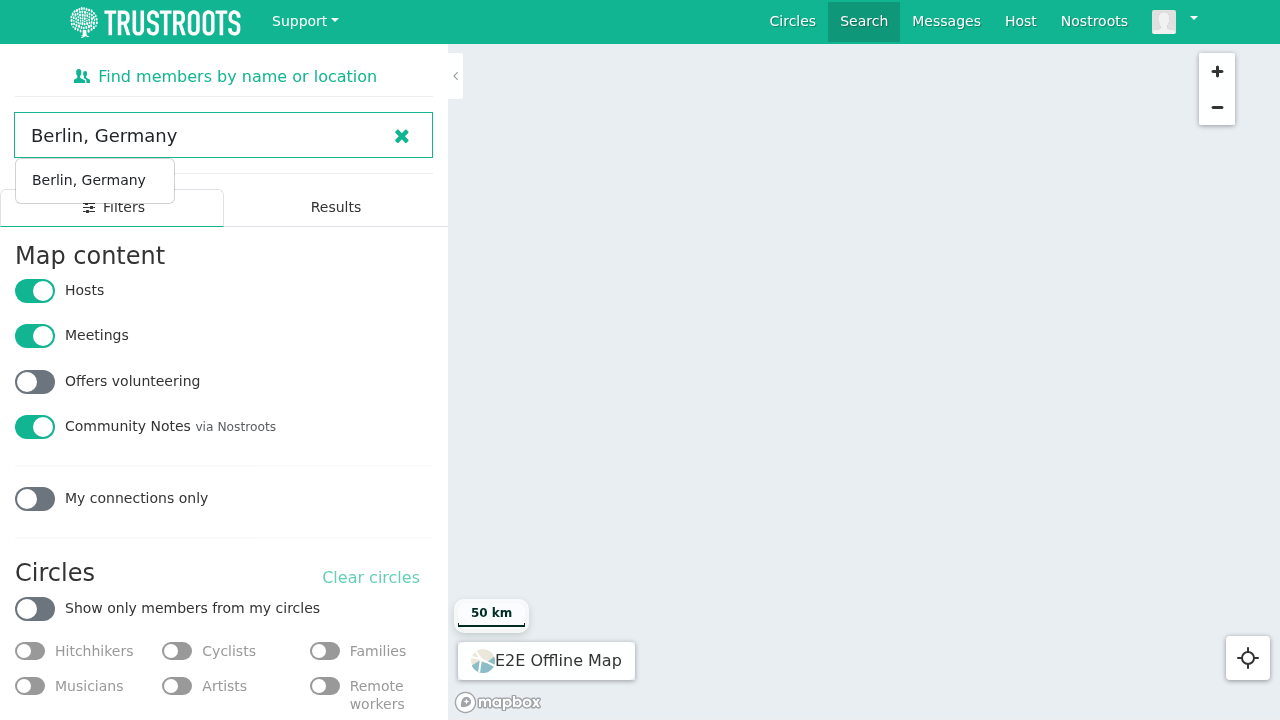 TRUSTROOTS
Support
Circles
Search
Messages
Host
Nostroots
Find members by name or location
Berlin, Germany
Berlin, Germany
Filters
Results
Map content
Hosts
Meetings
Offers volunteering
Community Notes via Nostroots
My connections only
Circles
Clear circles
Show only members from my circles
Hitchhikers
Cyclists
Families
Musicians
Artists
Remote
workers
50 km
E2E Offline Map
mapbox